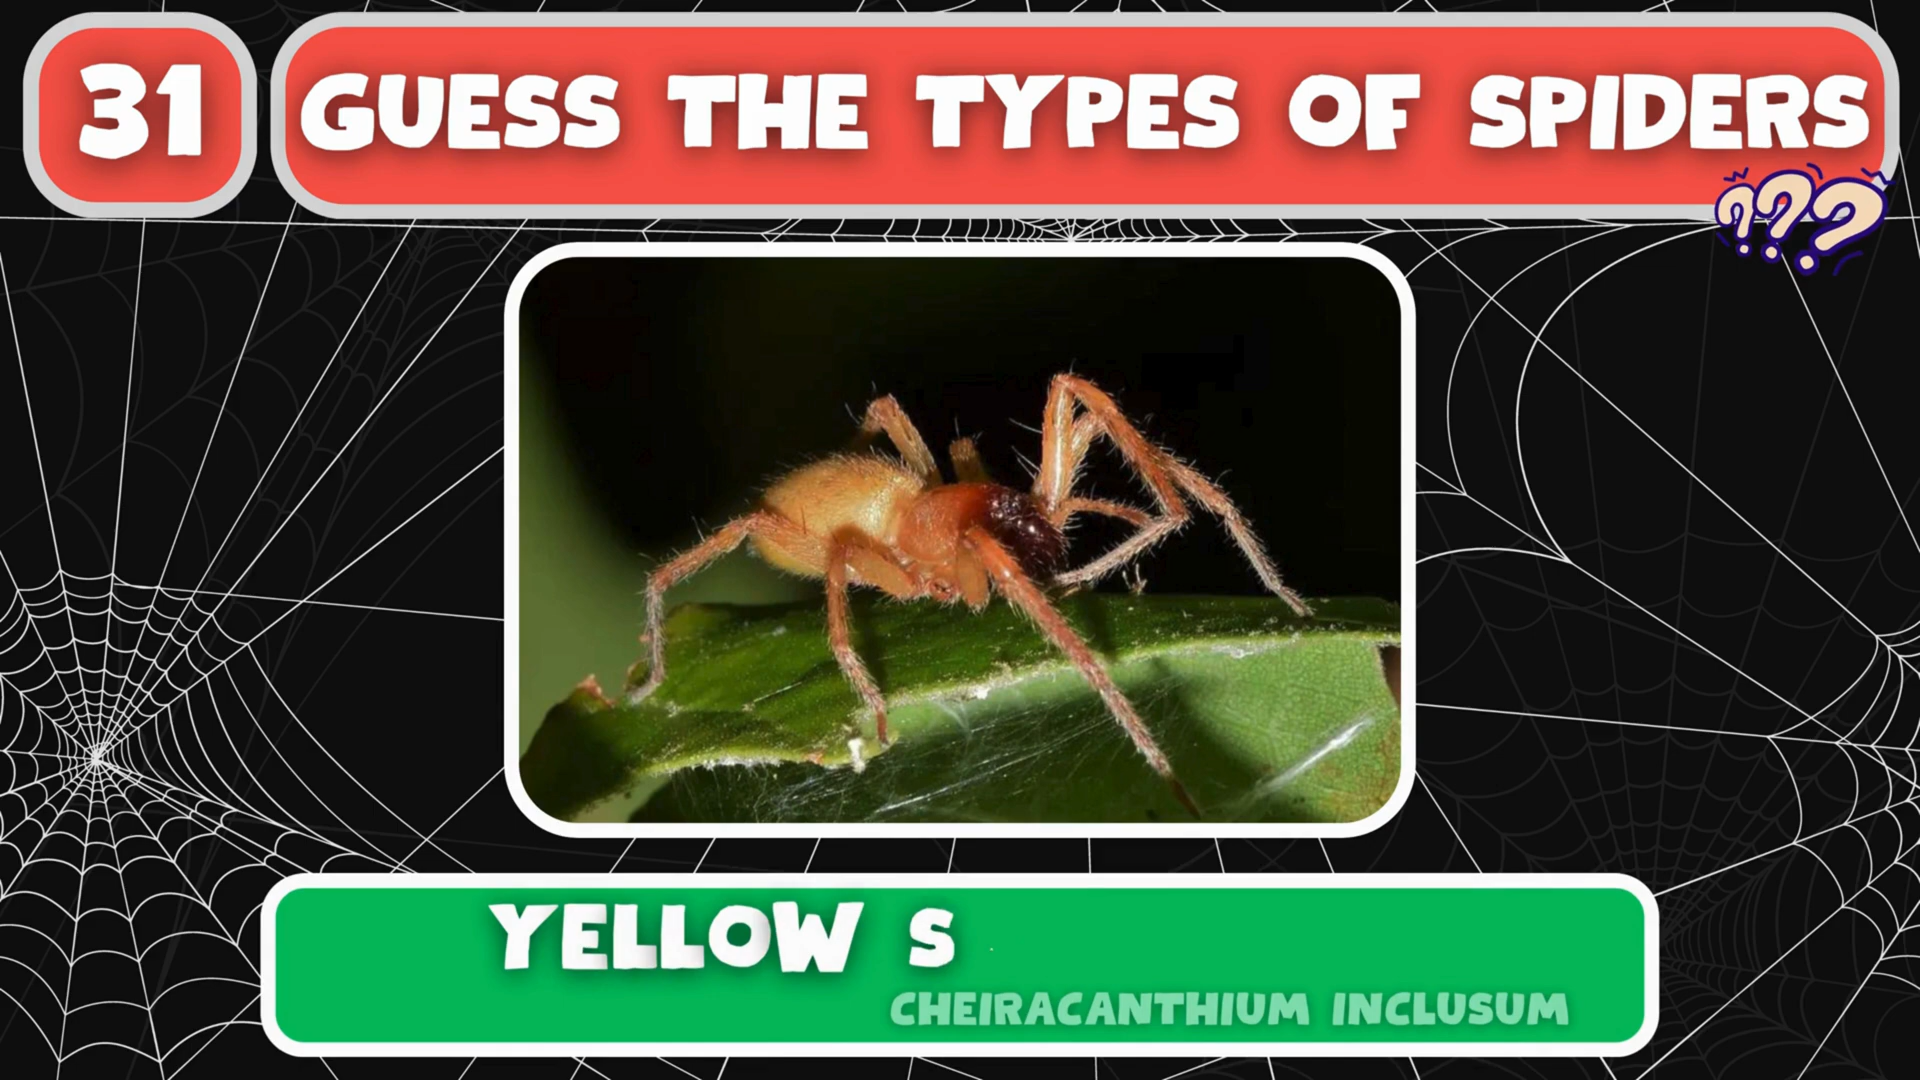 31
GUESS THE TYPES OF SPIDERS
???
YELLOW S
CHEIRACANTHIUM INCLUSUM